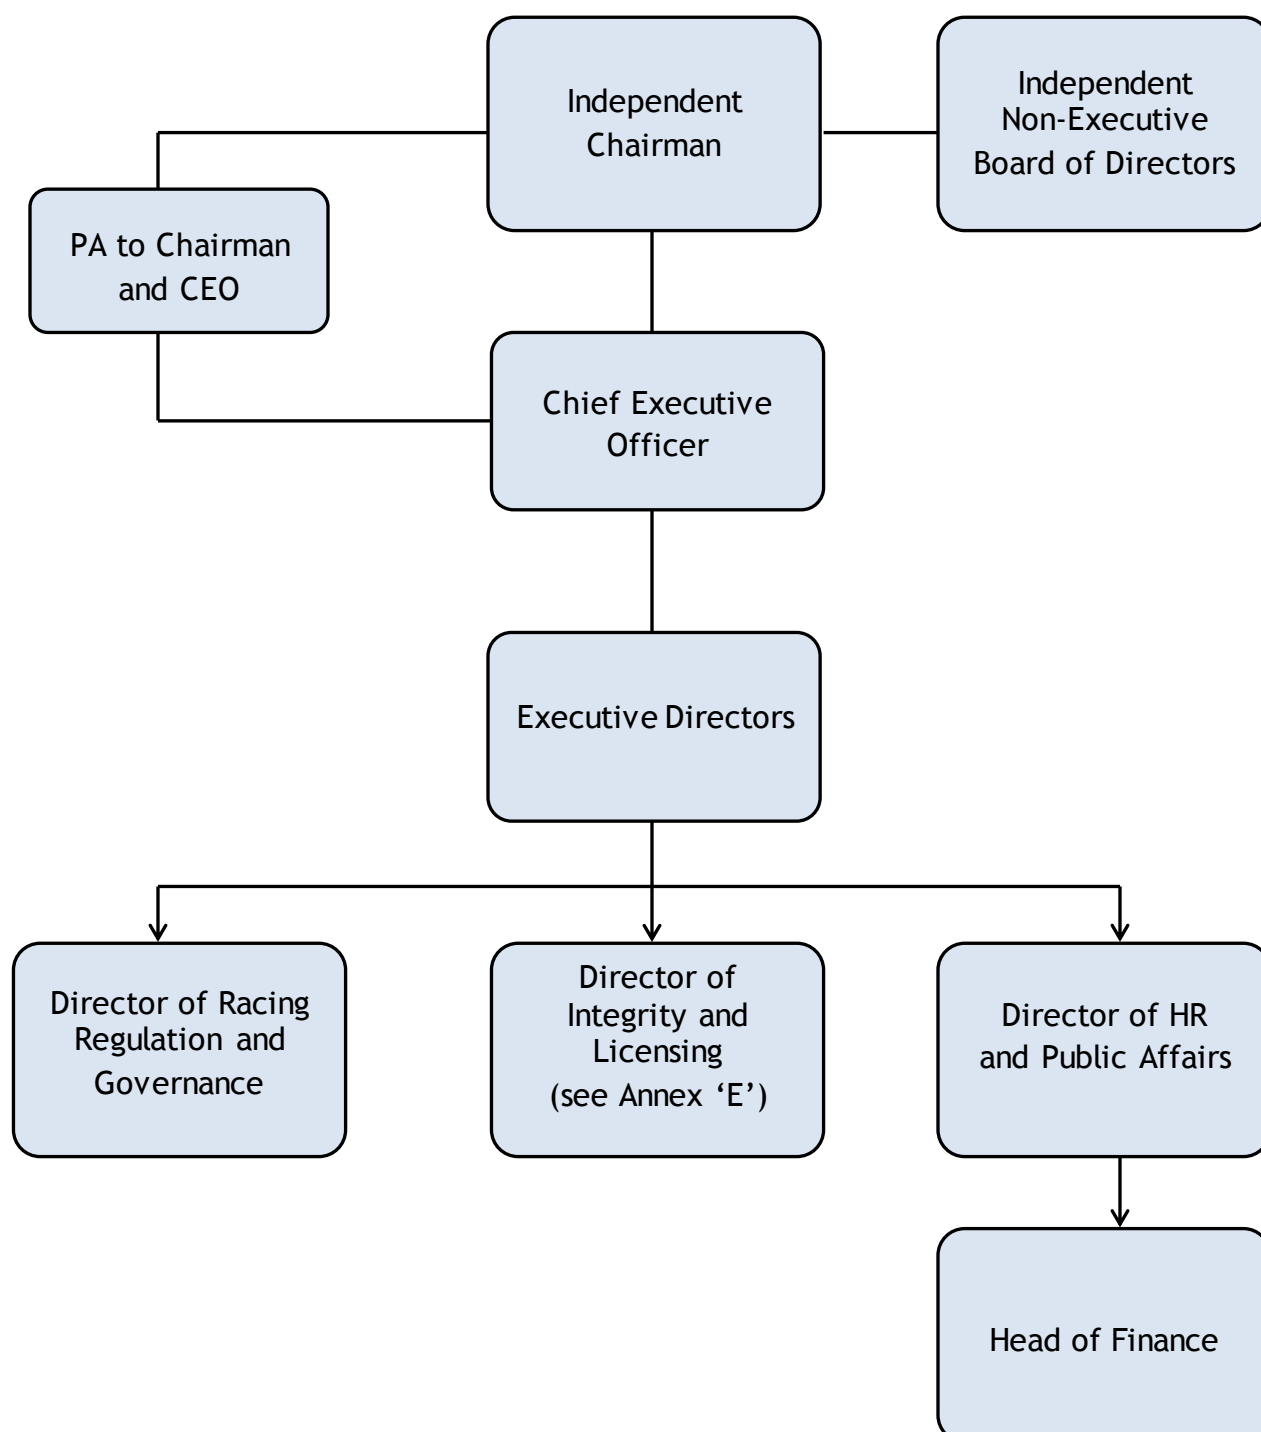 Independent
Chairman
Independent
Non-Executive
Board of Directors
PA to Chairman
and CEO
Chief Executive
Officer
Executive Directors
Director of Racing
Regulation and
Governance
Director of
Integrity and
Licensing
(see Annex ‘E’)
Director of HR
and Public Affairs
Head of Finance